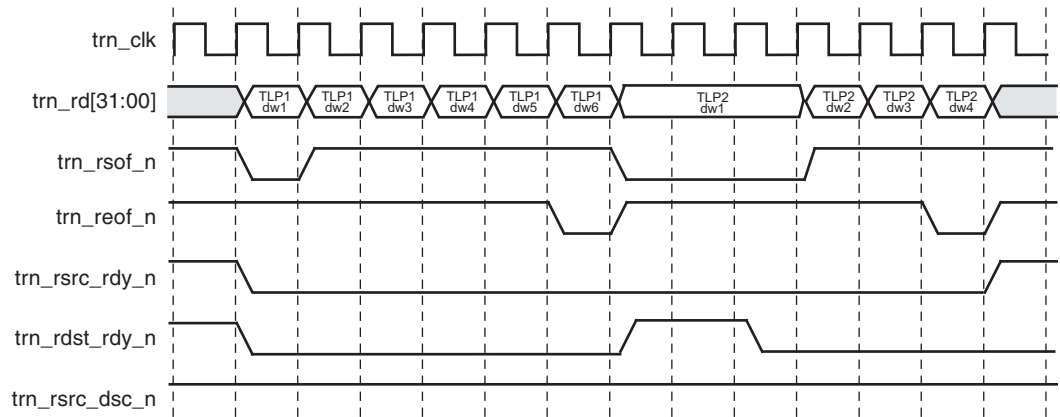 trn_clk
trn_rd[31:00]
TLP1 TLP1 TLP1 TLP1 TLP1 TLP1 TLP2 TLP2 TLP2 TLP2
dw1 dw2 dw3 dw4 dw5 dw6 dw1 dw2 dw3 dw4
trn_rsof_n
trn_reof_n
trn_rsrc_rdy_n
trn_rdst_rdy_n
trn_rsrc_dsc_n